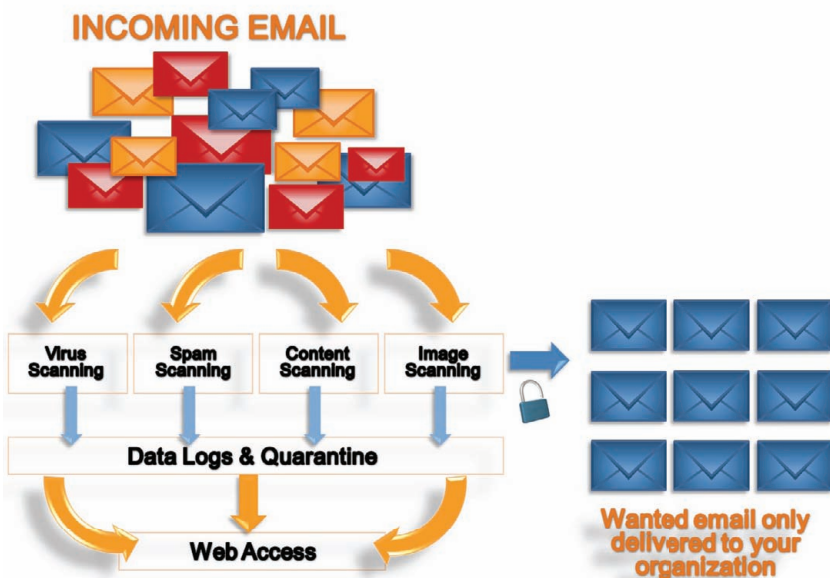 INCOMING EMAIL
Virus
Scanning
Spam
Scanning
Content
Scanning
Image
Scanning
Data Logs & Quarantine
Web Access
Wanted email only
delivered to your
organization